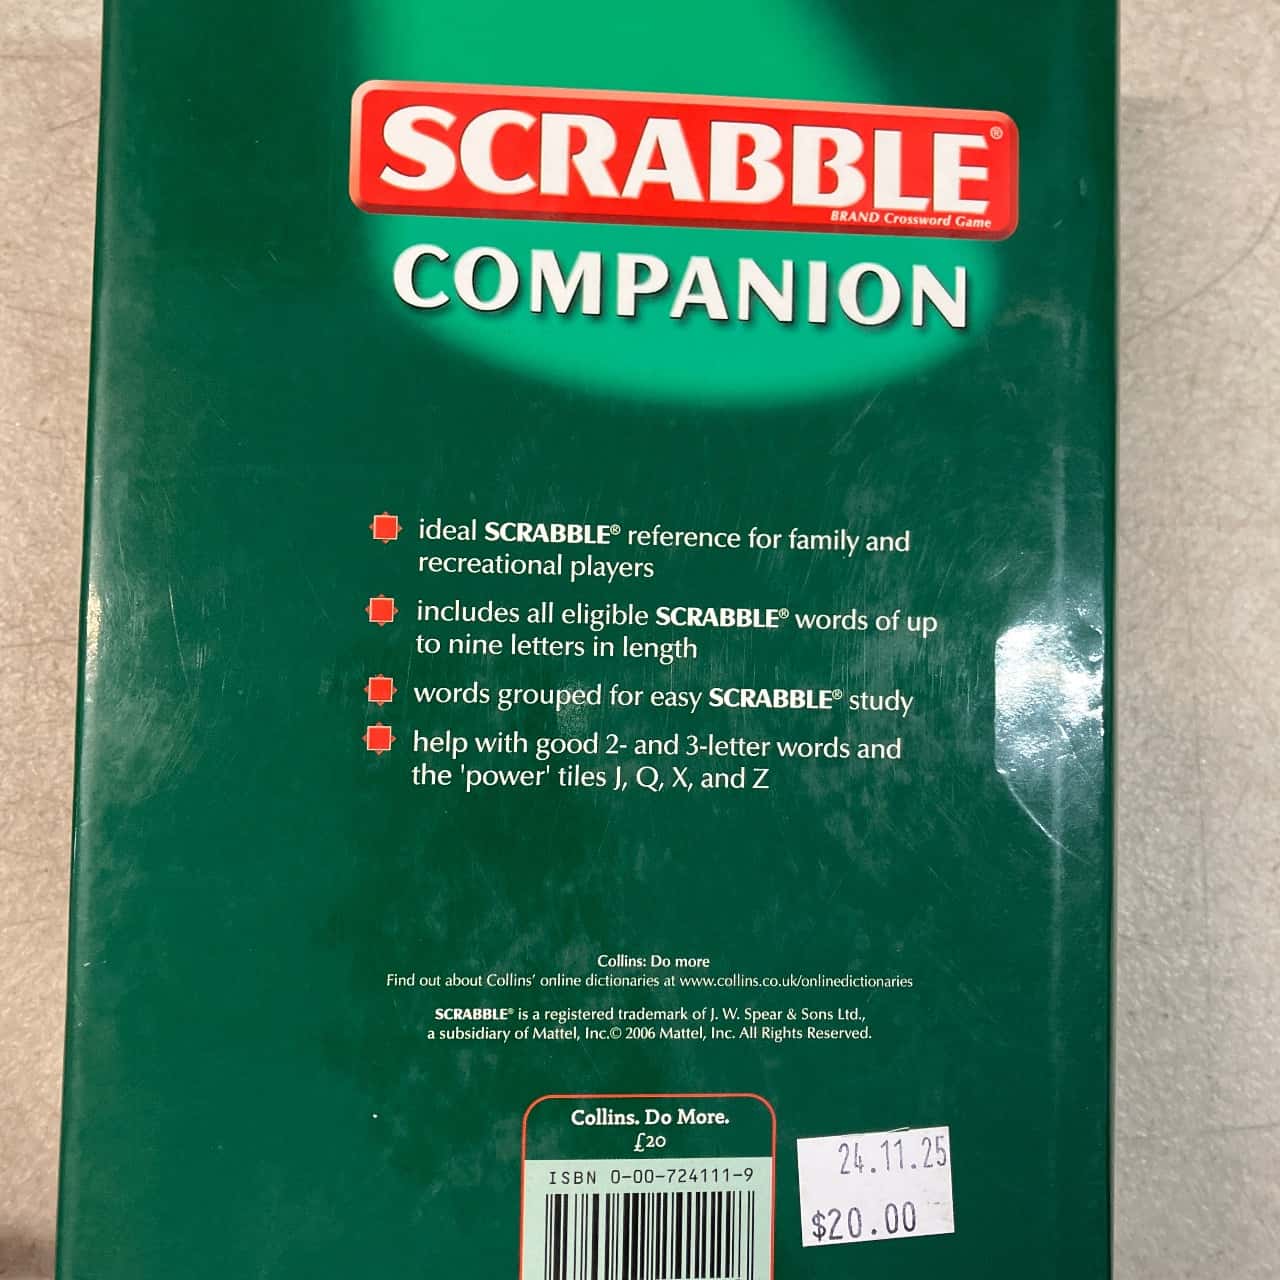 SCRABBLE®
BRAND Crossword Game
COMPANION
ideal SCRABBLE® reference for family and
recreational players
includes all eligible SCRABBLE® words of up
to nine letters in length
words grouped for easy SCRABBLE® study
help with good 2- and 3-letter words and
the 'power' tiles J, Q, X, and Z
Collins: Do more
Find out about Collins' online dictionaries at www.collins.co.uk/onlinedictionaries
SCRABBLE® is a registered trademark of J. W. Spear & Sons Ltd.,
a subsidiary of Mattel, Inc.© 2006 Mattel, Inc. All Rights Reserved.
Collins. Do More.
£20
ISBN 0-00-724111-9
24.11.25
$20.00